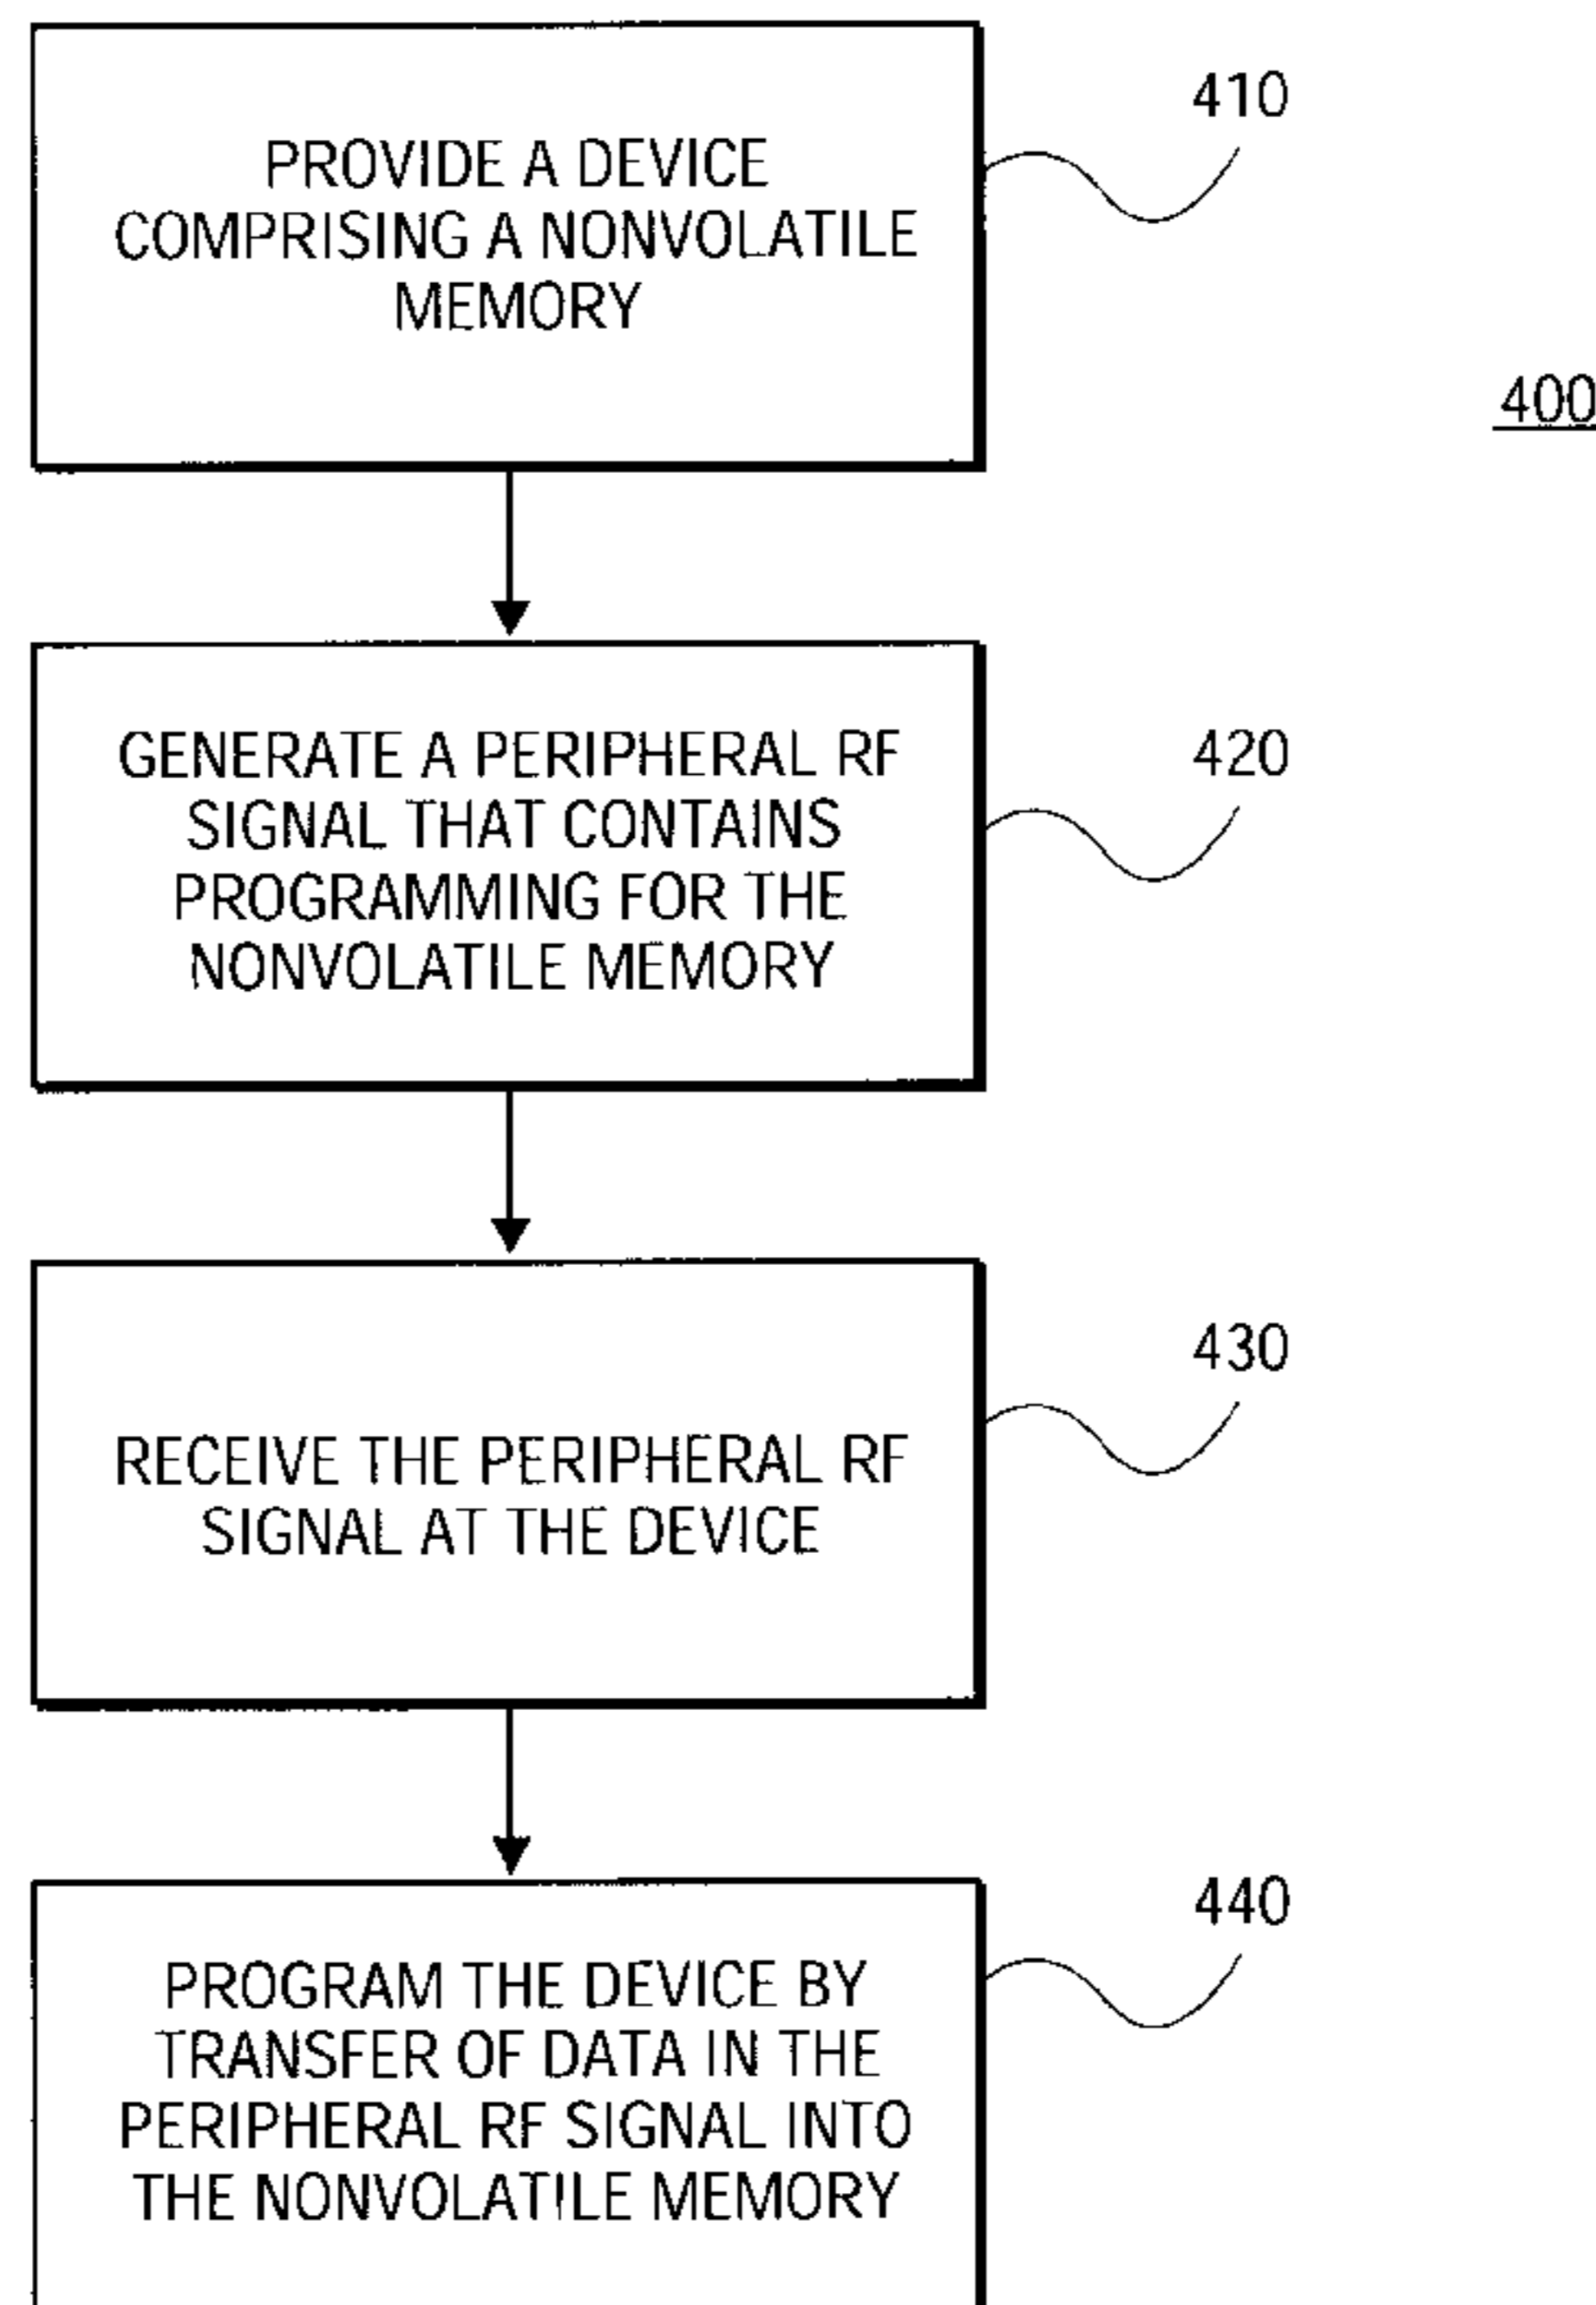 PROVIDE A DEVICE
COMPRISING A NONVOLATILE
MEMORY
410
400
GENERATE A PERIPHERAL RF
SIGNAL THAT CONTAINS
PROGRAMMING FOR THE
NONVOLATILE MEMORY
420
RECEIVE THE PERIPHERAL RF
SIGNAL AT THE DEVICE
430
PROGRAM THE DEVICE BY
TRANSFER OF DATA IN THE
PERIPHERAL RF SIGNAL INTO
THE NONVOLATILE MEMORY
440